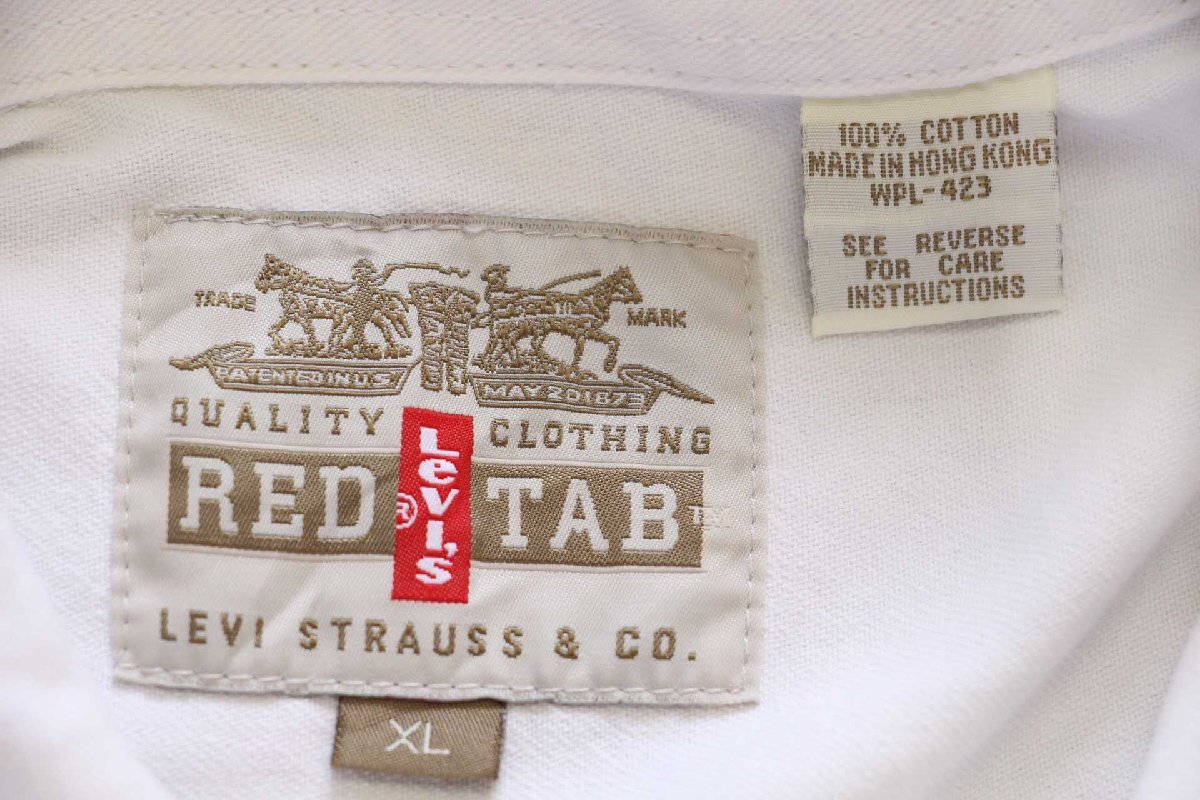 100% COTTON
MADE IN HONG KONG
WPL-423
SEE REVERSE
FOR CARE
INSTRUCTIONS
TRADE MARK
PATENTED IN U.S. MAY 20 1873
QUALITY CLOTHING
RED TAB™
Levi's
®
LEVI STRAUSS & CO.
XL